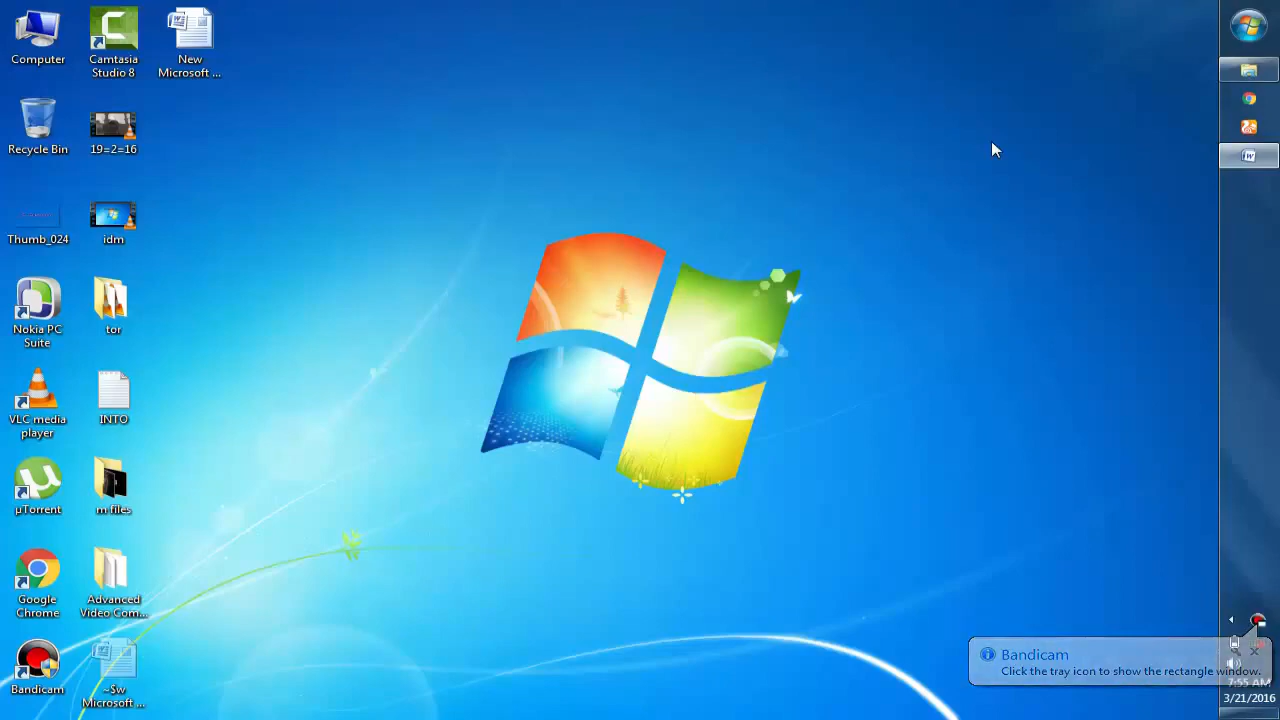 Computer
Camtasia
Studio 8
New
Microsoft ...
Recycle Bin
19=2=16
Thumb_024
idm
Nokia PC
Suite
tor
VLC media
player
INTO
µTorrent
m files
Google
Chrome
Advanced
Video Com...
Bandicam
~$w
Microsoft ...
Bandicam
Click the tray icon to show the rectangle window.
7:55 AM
3/21/2016